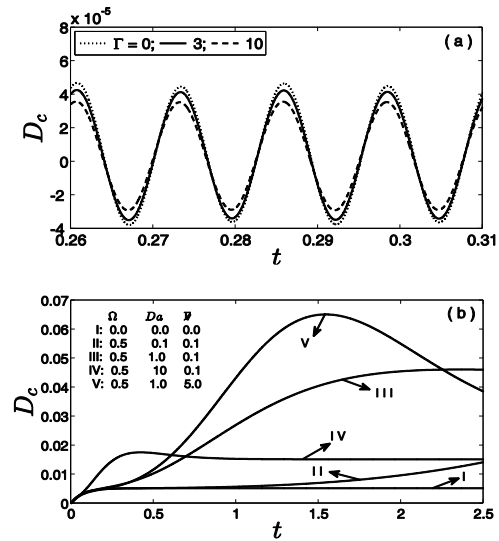 8 x 10^-5
Γ = 0; 3; 10
(a)
4
2
0
-2
-4
D_c
0.26 0.27 0.28 0.29 0.3 0.31
t
0.07
0.06
0.05
0.04
0.03
0.02
0.01
0
D_c
(b)
Ω Da
I: 0.0 0.0 0.0
II: 0.5 0.1 0.1
III: 0.5 1.0 0.1
IV: 0.5 10 0.1
V: 0.5 1.0 5.0
V
III
IV
II
I
0 0.5 1 1.5 2 2.5
t